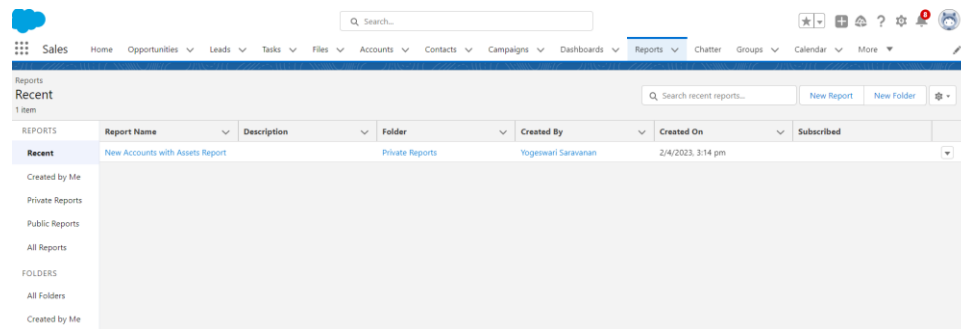 Search...
8
Sales Home Opportunities Leads Tasks Files Accounts Contacts Campaigns Dashboards Reports Chatter Groups Calendar More
Reports
Recent
1 item
Search recent reports...
New Report New Folder
REPORTS Report Name Description Folder Created By Created On Subscribed
Recent New Accounts with Assets Report Private Reports Yogeswari Saravanan 2/4/2023, 3:14 pm
Created by Me
Private Reports
Public Reports
All Reports
FOLDERS
All Folders
Created by Me